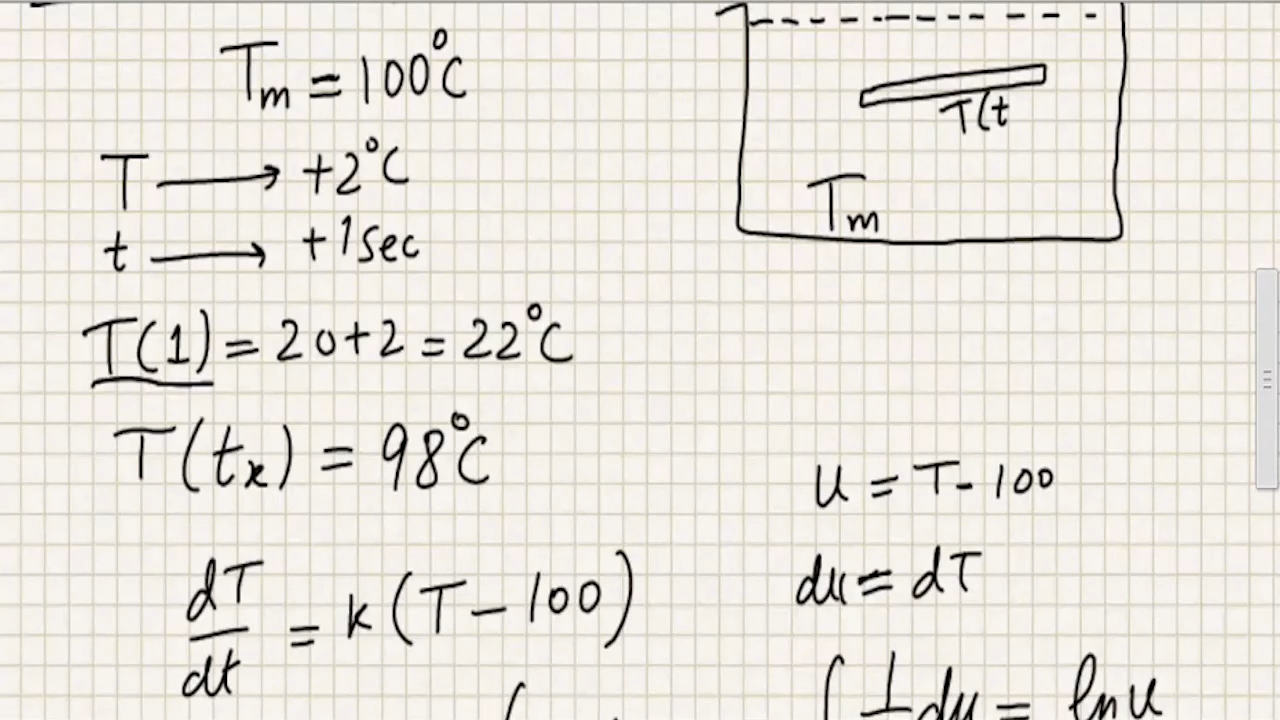 Tm = 100°C
T → +2°C
t → +1sec
T(1) = 20+2 = 22°C
T(tx) = 98°C
dT/dt = k(T-100)
T(t
Tm
u = T-100
du = dT
∫ 1/u du = ln u